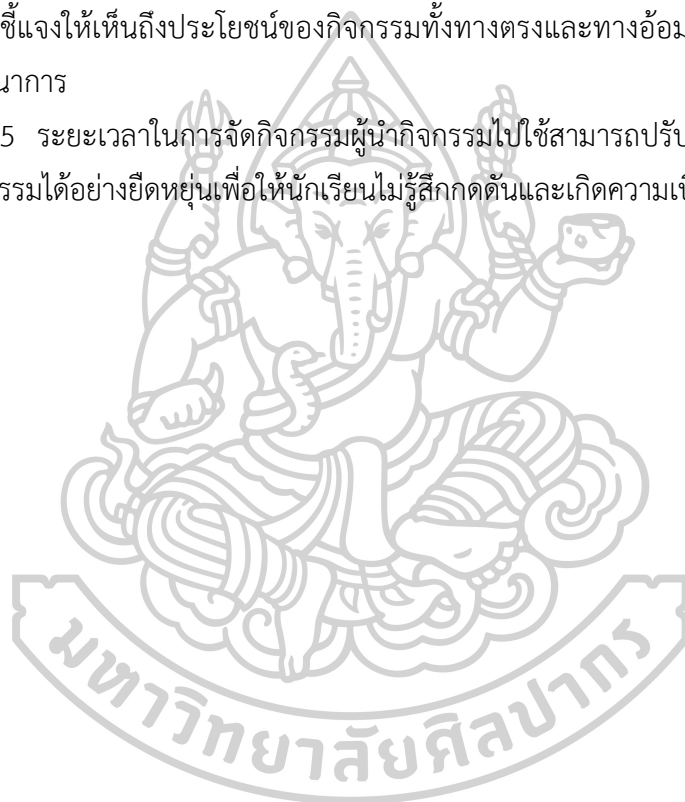 ชี้แจงให้เห็นถึงประโยชน์ของกิจกรรมทั้งทางตรงและทางอ้อม
นาการ
5 ระยะเวลาในการจัดกิจกรรมผู้นำกิจกรรมไปใช้สามารถปรับ
รรมได้อย่างยืดหยุ่นเพื่อให้นักเรียนไม่รู้สึกกดดันและเกิดความเบื
มหาวิทยาลัยศิลปากร